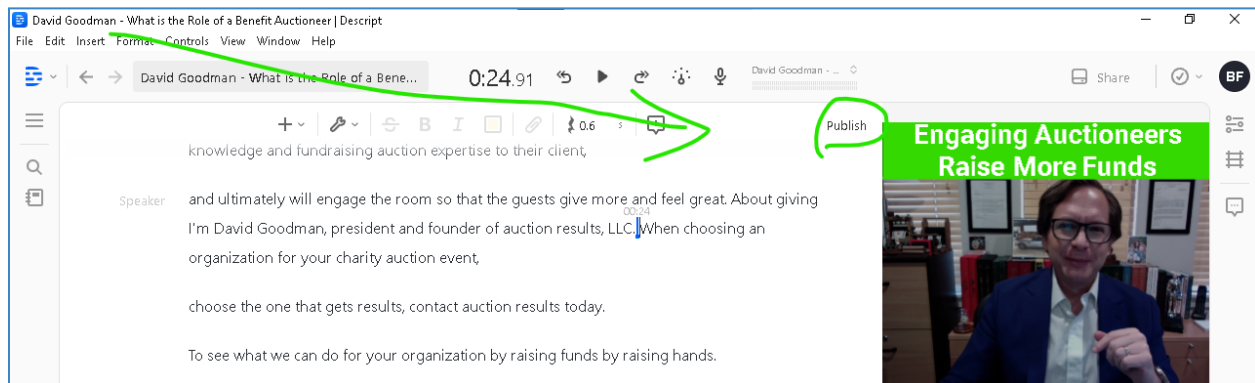 David Goodman - What is the Role of a Benefit Auctioneer | Descript
File Edit Insert Format Controls View Window Help
David Goodman - What is the Role of a Bene... 0:24.91 David Goodman - ... Share BF
0.6 s Publish
knowledge and fundraising auction expertise to their client,
Speaker and ultimately will engage the room so that the guests give more and feel great. About giving
00:24
I'm David Goodman, president and founder of auction results, LLC. When choosing an
organization for your charity auction event,
choose the one that gets results, contact auction results today.
To see what we can do for your organization by raising funds by raising hands.
Engaging Auctioneers
Raise More Funds